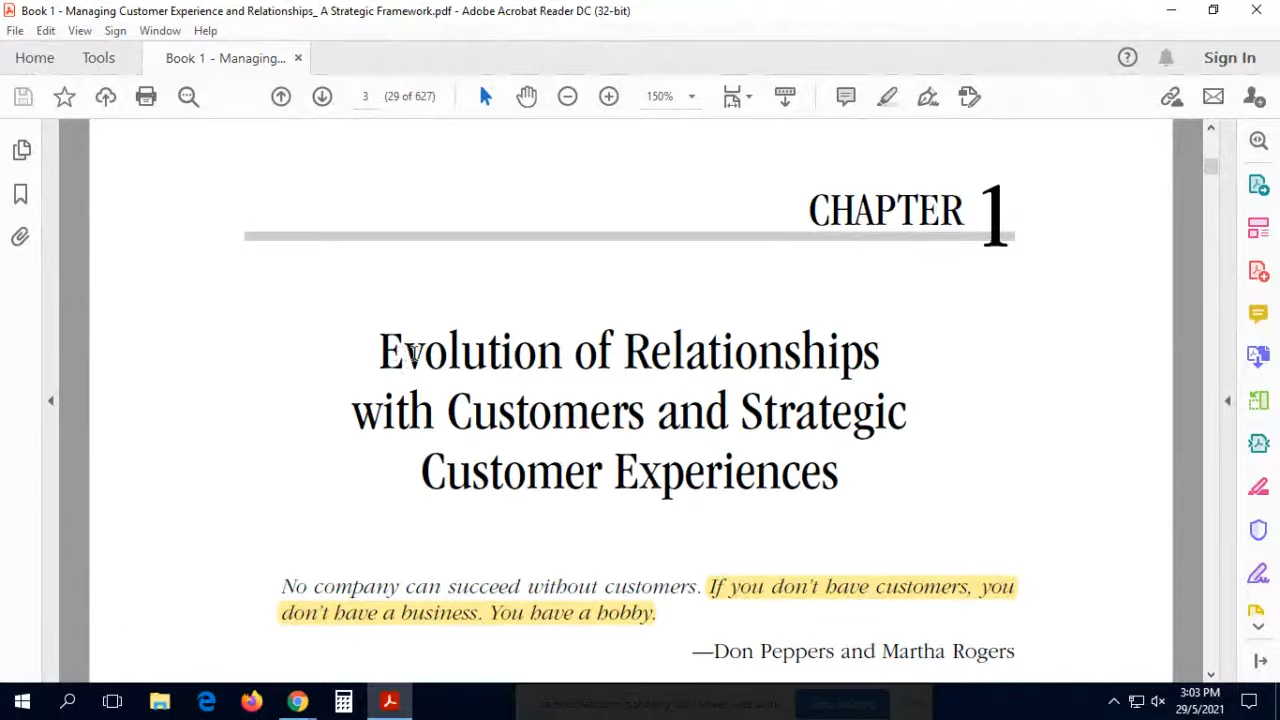 Book 1 - Managing Customer Experience and Relationships_ A Strategic Framework.pdf - Adobe Acrobat Reader DC (32-bit)
File Edit View Sign Window Help
Home Tools Book 1 - Managing... × Sign In
3 (29 of 627) 150%
CHAPTER 1
Evolution of Relationships
with Customers and Strategic
Customer Experiences
No company can succeed without customers. If you don't have customers, you
don't have a business. You have a hobby.
—Don Peppers and Martha Rogers
3:03 PM
29/5/2021